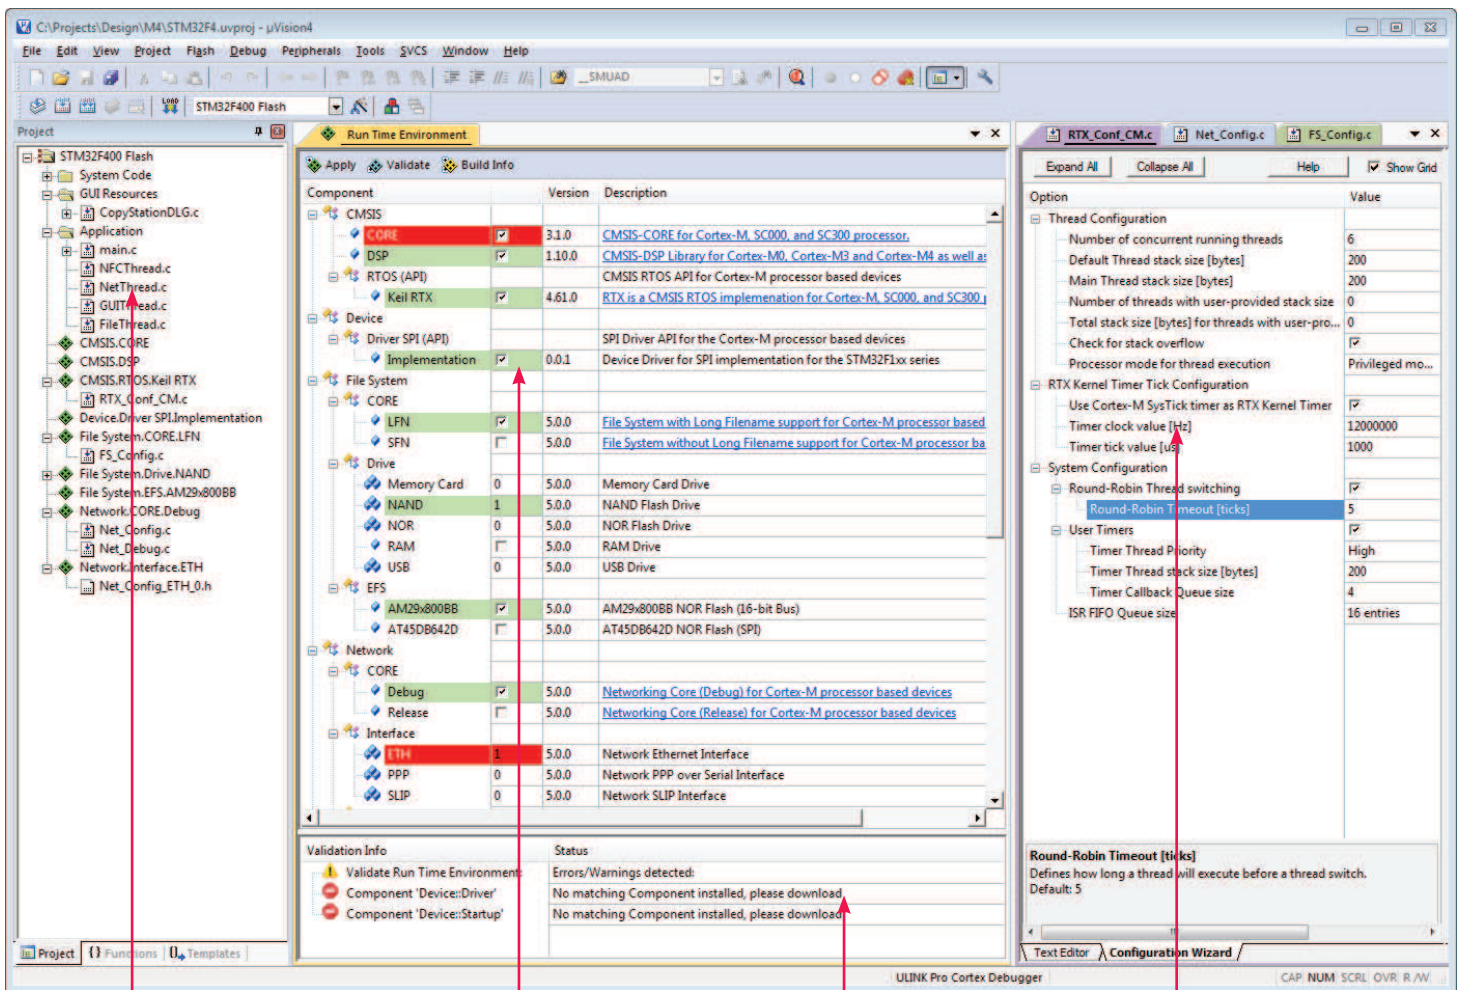 C:\Projects\Design\M4\STM32F4.uvproj - µVision4
File Edit View Project Flash Debug Peripherals Tools SVCS Window Help
__SMUAD
LOAD STM32F400 Flash
Project
STM32F400 Flash
System Code
GUI Resources
CopyStationDLG.c
Application
main.c
NFCThread.c
NetThread.c
GUIThread.c
FileThread.c
CMSIS.CORE
CMSIS.DSP
CMSIS.RTOS.Keil RTX
RTX_Conf_CM.c
Device.Driver SPI.Implementation
File System.CORE.LFN
FS_Config.c
File System.Drive.NAND
File System.EFS.AM29x800BB
Network.CORE.Debug
Net_Config.c
Net_Debug.c
Network.Interface.ETH
Net_Config_ETH_0.h
Project {} Functions 0 Templates
Run Time Environment
Apply Validate Build Info
Component Version Description
CMSIS
CORE 3.1.0 CMSIS-CORE for Cortex-M, SC000, and SC300 processor.
DSP 1.10.0 CMSIS-DSP Library for Cortex-M0, Cortex-M3 and Cortex-M4 as well as
RTOS (API) CMSIS RTOS API for Cortex-M processor based devices
Keil RTX 4.61.0 RTX is a CMSIS RTOS implemenation for Cortex-M, SC000, and SC300
Device
Driver SPI (API) SPI Driver API for the Cortex-M processor based devices
Implementation 0.0.1 Device Driver for SPI implementation for the STM32F1xx series
File System
CORE
LFN 5.0.0 File System with Long Filename support for Cortex-M processor based
SFN 5.0.0 File System without Long Filename support for Cortex-M processor ba
Drive
Memory Card 0 5.0.0 Memory Card Drive
NAND 1 5.0.0 NAND Flash Drive
NOR 0 5.0.0 NOR Flash Drive
RAM 5.0.0 RAM Drive
USB 0 5.0.0 USB Drive
EFS
AM29x800BB 5.0.0 AM29x800BB NOR Flash (16-bit Bus)
AT45DB642D 5.0.0 AT45DB642D NOR Flash (SPI)
Network
CORE
Debug 5.0.0 Networking Core (Debug) for Cortex-M processor based devices
Release 5.0.0 Networking Core (Release) for Cortex-M processor based devices
Interface
ETH 1 5.0.0 Network Ethernet Interface
PPP 0 5.0.0 Network PPP over Serial Interface
SLIP 0 5.0.0 Network SLIP Interface
Validation Info Status
Validate Run Time Environment: Errors/Warnings detected:
Component 'Device::Driver' No matching Component installed, please download
Component 'Device::Startup' No matching Component installed, please download
RTX_Conf_CM.c Net_Config.c FS_Config.c
Expand All Collapse All Help Show Grid
Option Value
Thread Configuration
Number of concurrent running threads 6
Default Thread stack size [bytes] 200
Main Thread stack size [bytes] 200
Number of threads with user-provided stack size 0
Total stack size [bytes] for threads with user-pro... 0
Check for stack overflow
Processor mode for thread execution Privileged mo...
RTX Kernel Timer Tick Configuration
Use Cortex-M SysTick timer as RTX Kernel Timer
Timer clock value [Hz] 12000000
Timer tick value [us] 1000
System Configuration
Round-Robin Thread switching
Round-Robin Timeout [ticks] 5
User Timers
Timer Thread Priority High
Timer Thread stack size [bytes] 200
Timer Callback Queue size 4
ISR FIFO Queue size 16 entries
Round-Robin Timeout [ticks]
Defines how long a thread will execute before a thread switch.
Default: 5
Text Editor Configuration Wizard
ULINK Pro Cortex Debugger CAP NUM SCRL OVR R/W